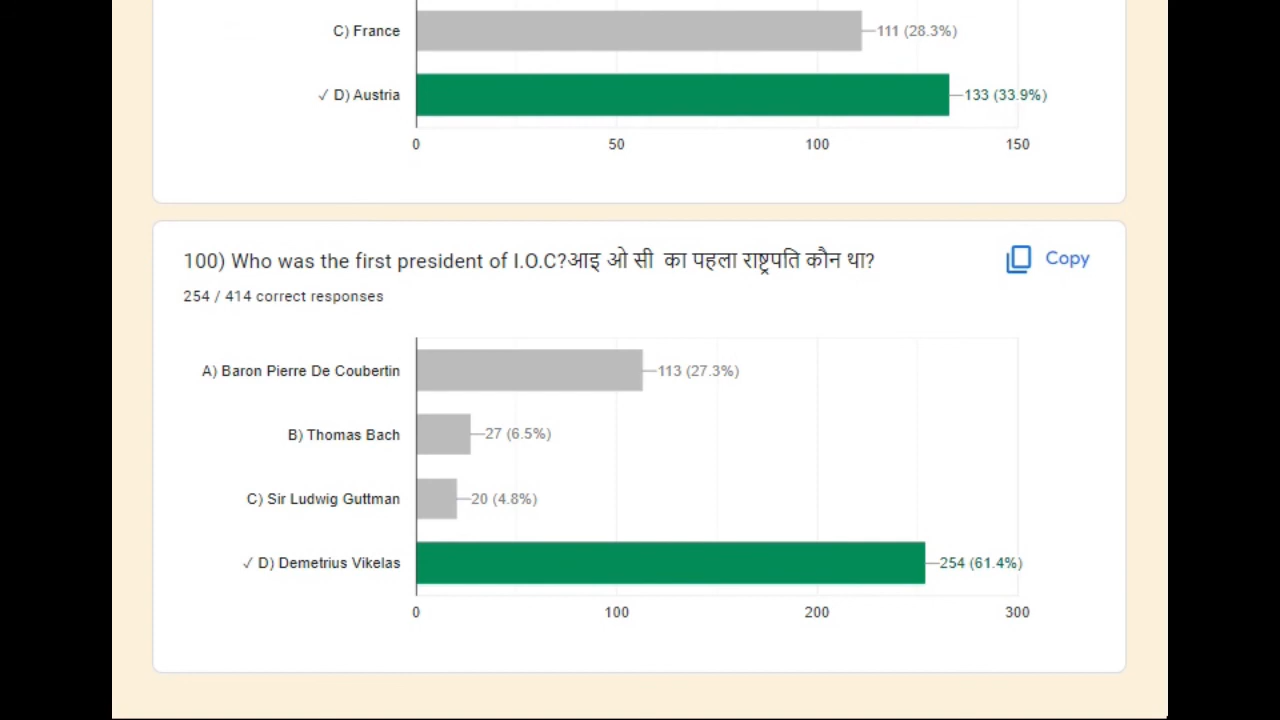 C) France
111 (28.3%)
✓ D) Austria
133 (33.9%)
0 50 100 150
100) Who was the first president of I.O.C?आइ ओ सी  का पहला राष्ट्रपति कौन था?
Copy
254 / 414 correct responses
A) Baron Pierre De Coubertin
113 (27.3%)
B) Thomas Bach
27 (6.5%)
C) Sir Ludwig Guttman
20 (4.8%)
✓ D) Demetrius Vikelas
254 (61.4%)
0 100 200 300